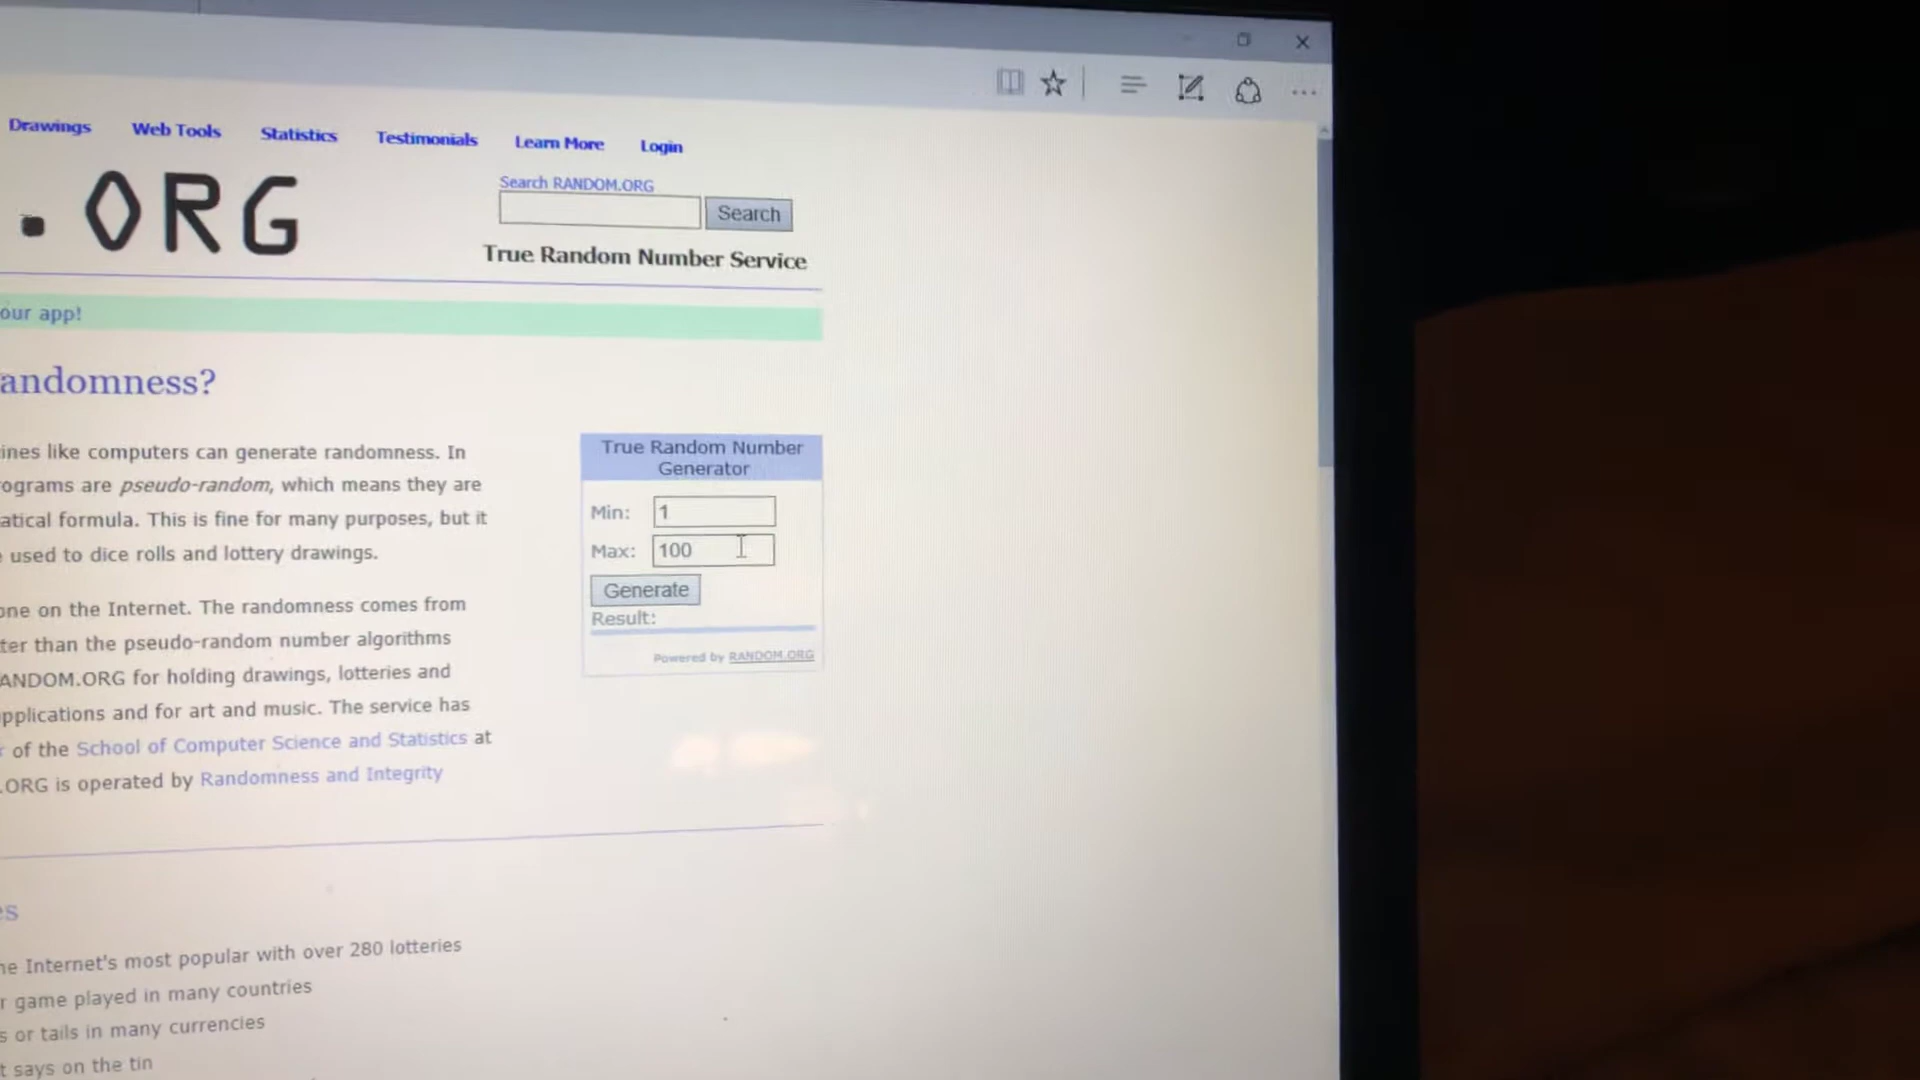 Drawings Web Tools Statistics Testimonials Learn More Login
.ORG
Search RANDOM.ORG
Search
True Random Number Service
our app!
andomness?
ines like computers can generate randomness. In
ograms are pseudo-random, which means they are
atical formula. This is fine for many purposes, but it
used to dice rolls and lottery drawings.
one on the Internet. The randomness comes from
ter than the pseudo-random number algorithms
ANDOM.ORG for holding drawings, lotteries and
pplications and for art and music. The service has
r of the School of Computer Science and Statistics at
.ORG is operated by Randomness and Integrity
True Random Number
Generator
Min: 1
Max: 100
Generate
Result:
Powered by RANDOM.ORG
es
he Internet's most popular with over 280 lotteries
r game played in many countries
s or tails in many currencies
t says on the tin